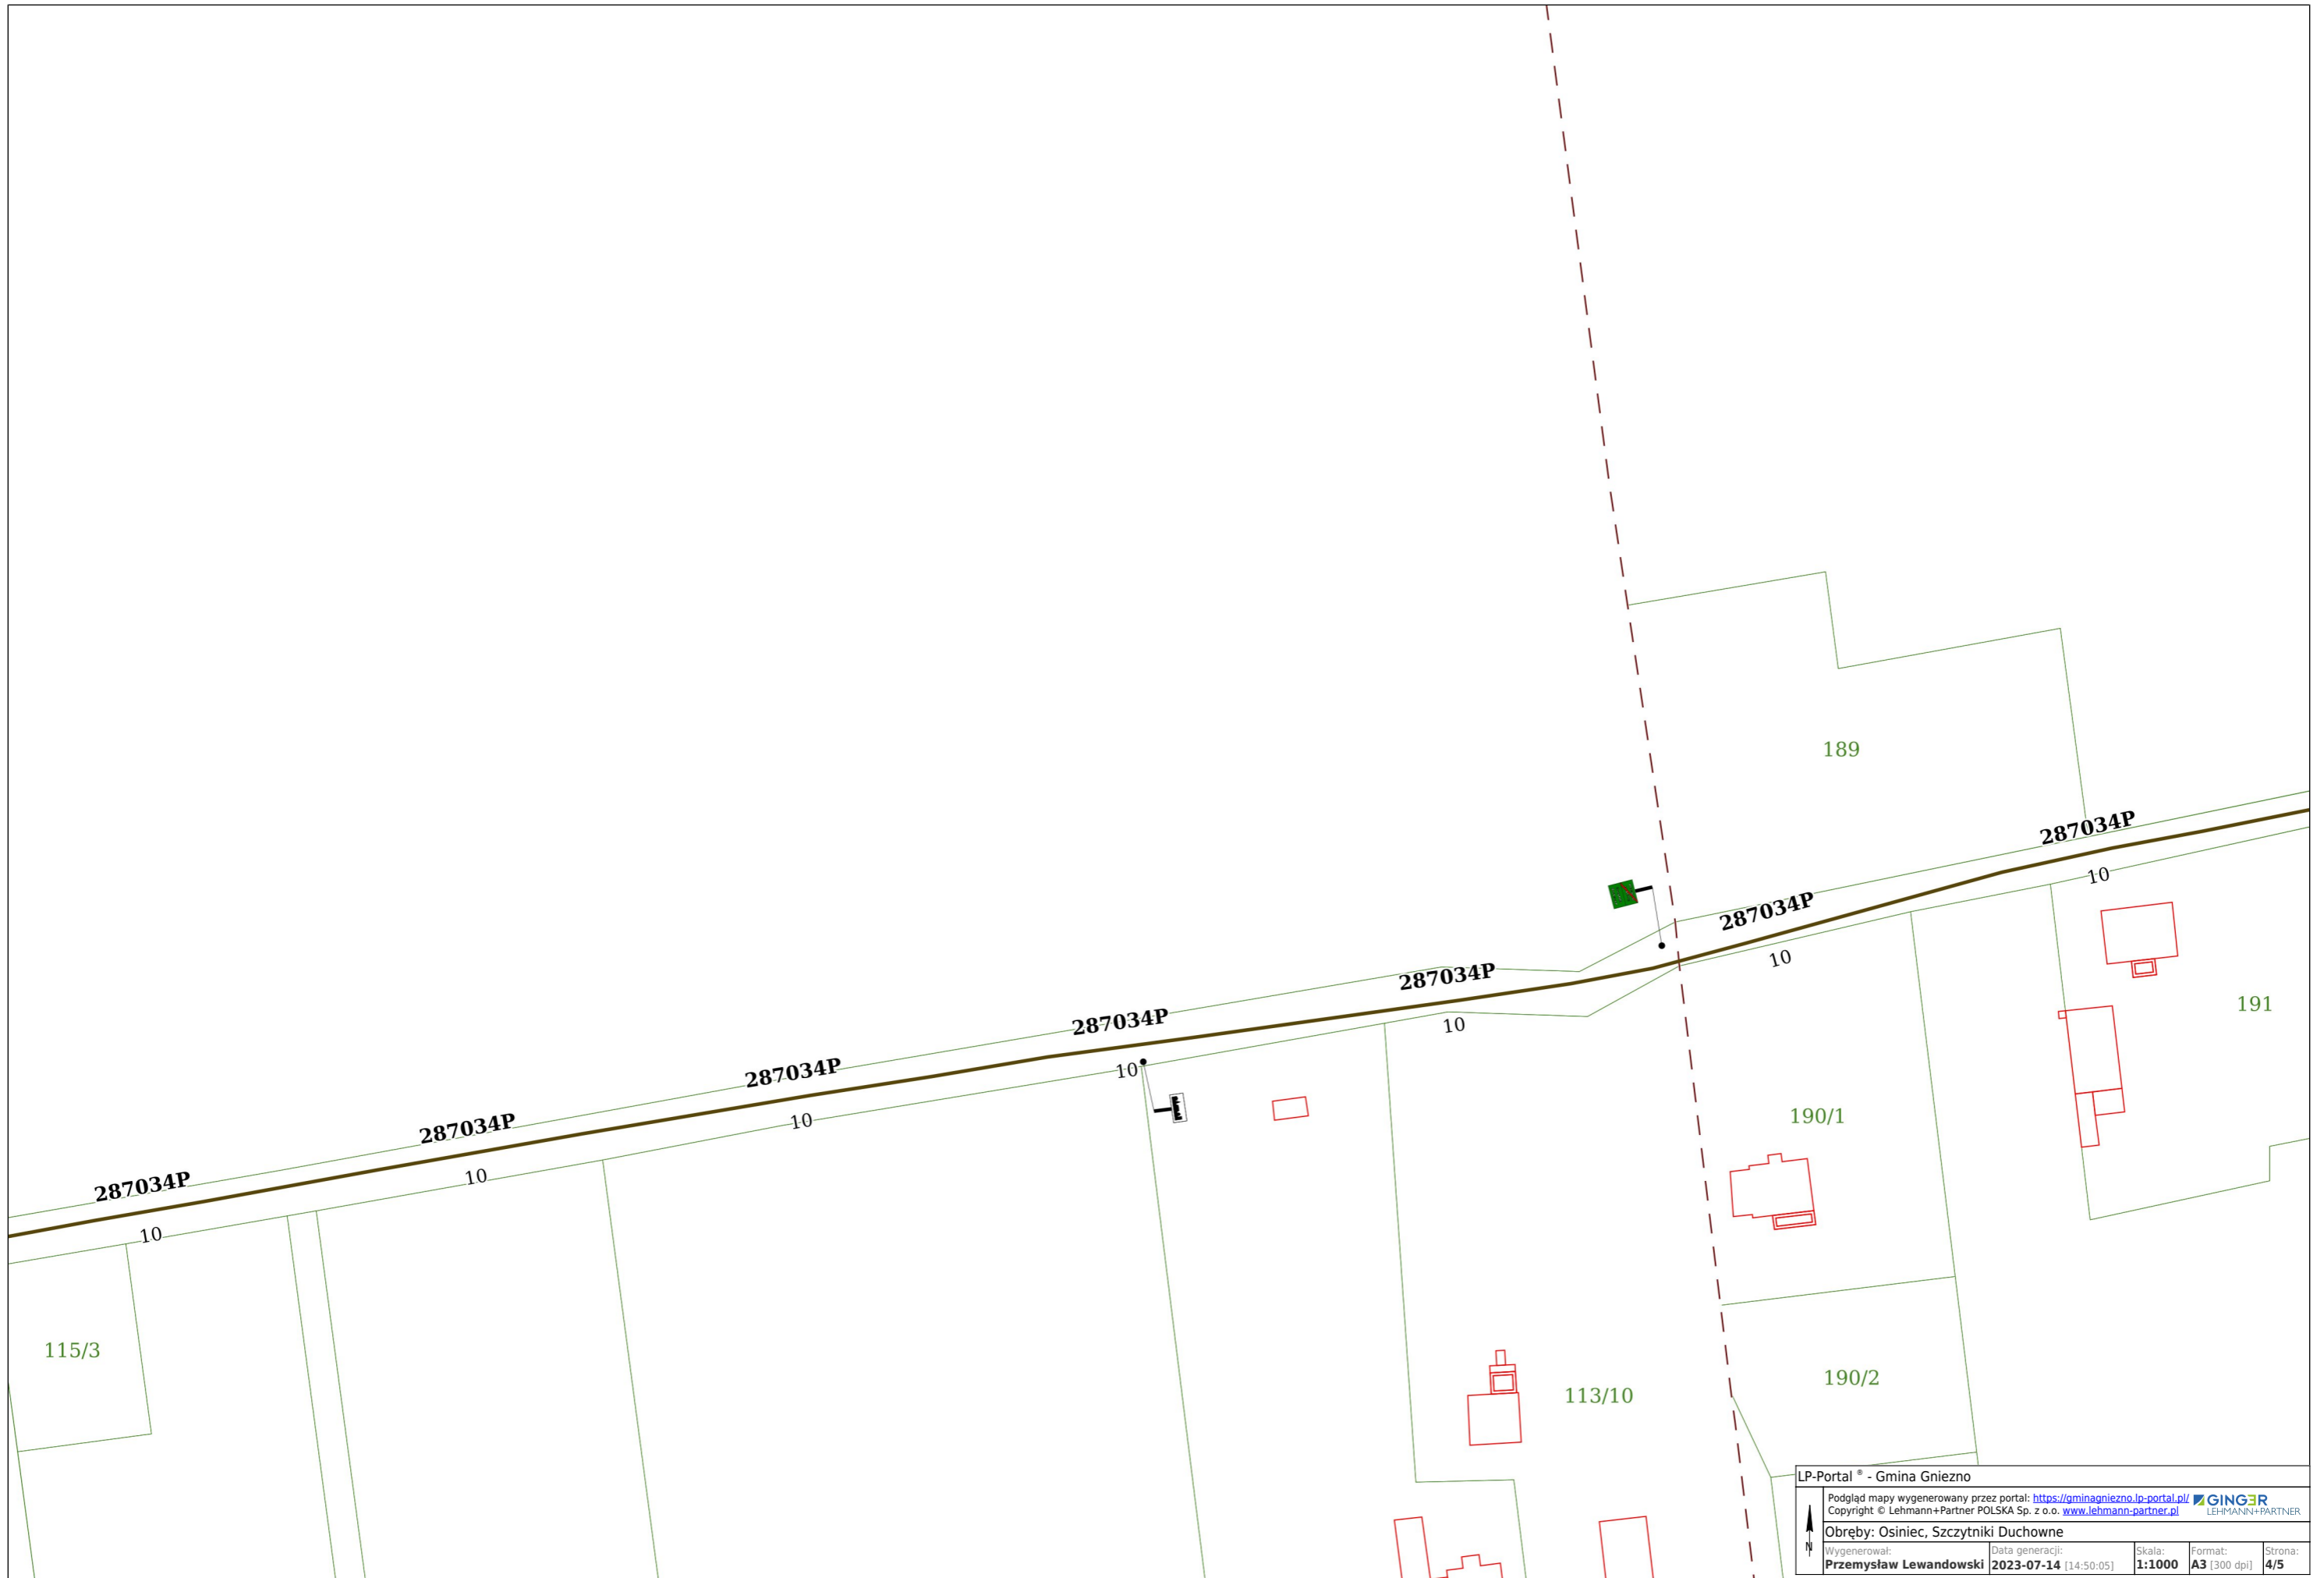 189
287034P
10
287034P
10
287034P
10
191
287034P
10
287034P
10
190/1
287034P
10
287034P
10
115/3
190/2
113/10
LP-Portal ® - Gmina Gniezno
Podgląd mapy wygenerowany przez portal: https://gminagniezno.lp-portal.pl/
Copyright © Lehmann+Partner POLSKA Sp. z o.o. www.lehmann-partner.pl
GINGER
LEHMANN+PARTNER
N
Obręby: Osiniec, Szczytniki Duchowne
Wygenerował:
Przemysław Lewandowski
Data generacji:
2023-07-14 [14:50:05]
Skala:
1:1000
Format:
A3 [300 dpi]
Strona:
4/5